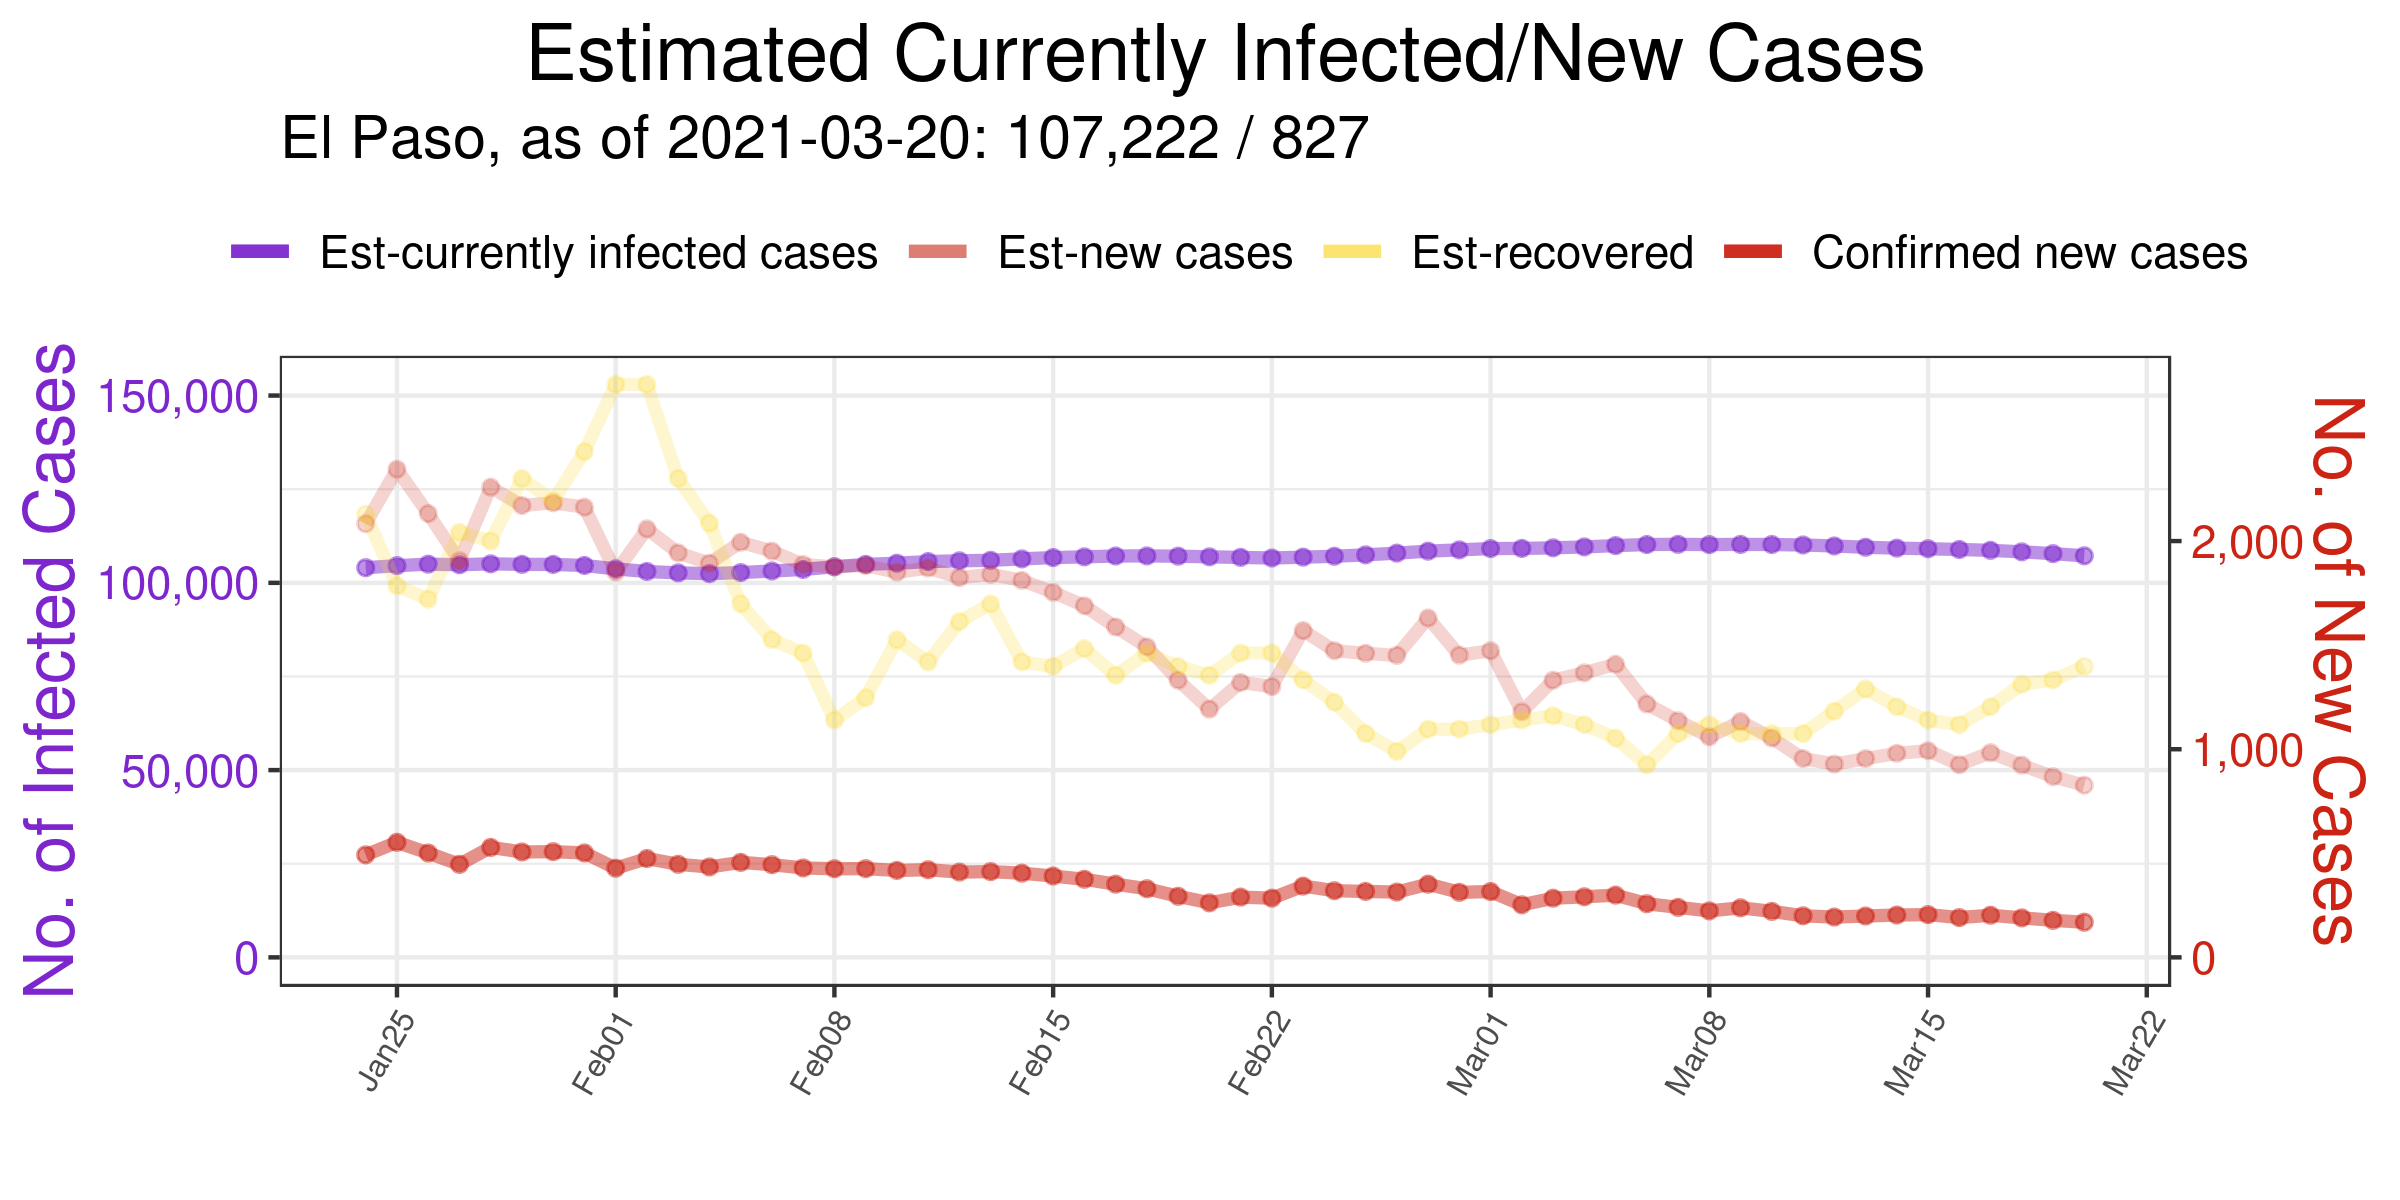 Estimated Currently Infected/New Cases
El Paso, as of 2021-03-20: 107,222 / 827
Est-currently infected cases Est-new cases Est-recovered Confirmed new cases
No. of Infected Cases
150,000
100,000
50,000
0
2,000
1,000
0
No. of New Cases
Jan25 Feb01 Feb08 Feb15 Feb22 Mar01 Mar08 Mar15 Mar22